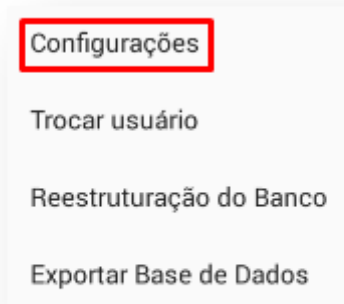 Configurações
Trocar usuário
Reestruturação do Banco
Exportar Base de Dados